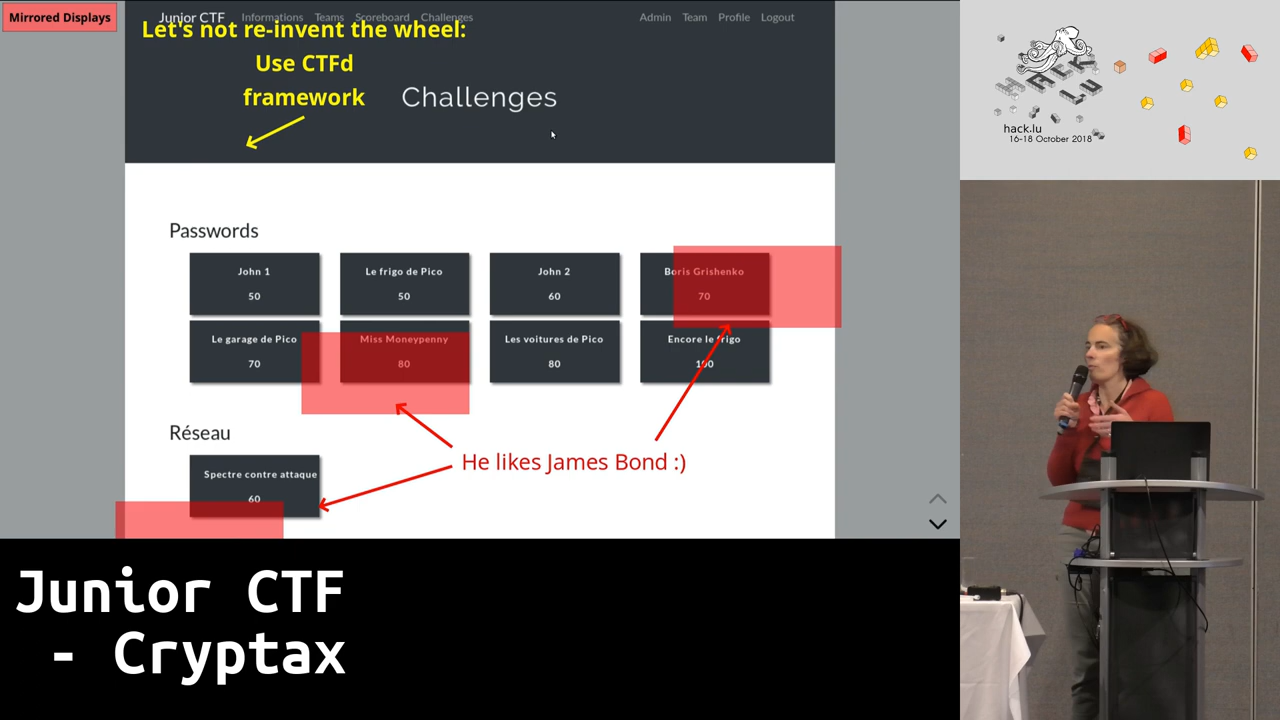 Mirrored Displays
Junior CTF Informations Teams Scoreboard Challenges Admin Team Profile Logout
Let's not re-invent the wheel:
Use CTFd
framework
Challenges
Passwords
John 1
50
Le frigo de Pico
50
John 2
60
Boris Grishenko
70
Le garage de Pico
70
Miss Moneypenny
80
Les voitures de Pico
80
Encore le frigo
100
Réseau
Spectre contre attaque
60
He likes James Bond :)
HACK
LU
hack.lu
16-18 October 2018
Junior CTF
- Cryptax